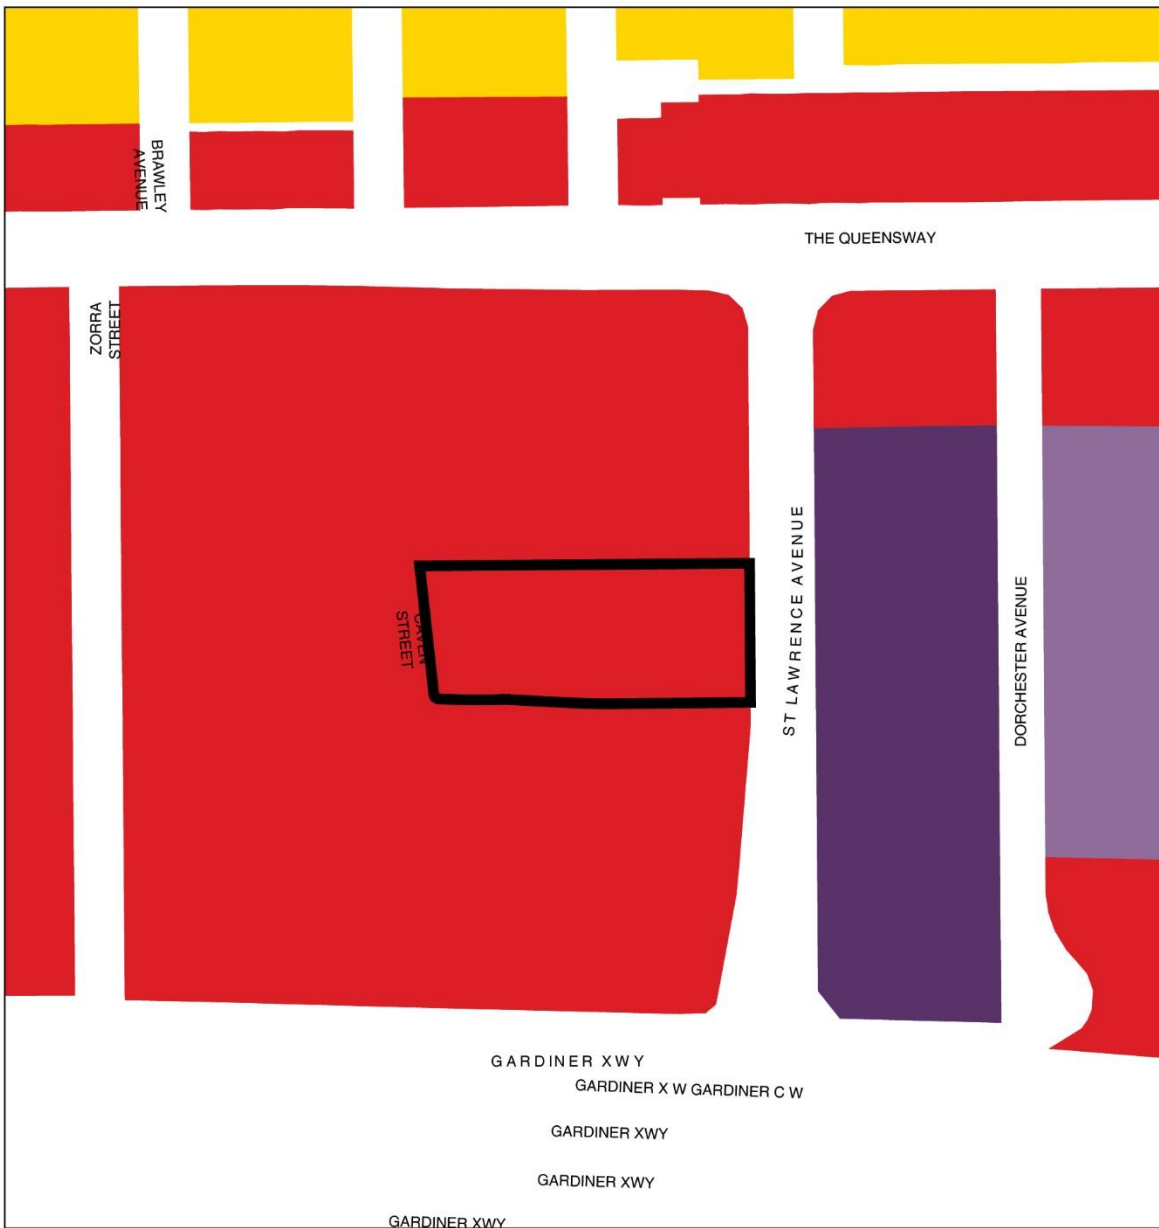 BRAWLEY
AVENUE
THE QUEENSWAY
ZORRA
STREET
CAVEN
STREET
ST LAWRENCE AVENUE
DORCHESTER AVENUE
GARDINER XWY
GARDINER X W GARDINER C W
GARDINER XWY
GARDINER XWY
GARDINER XWY